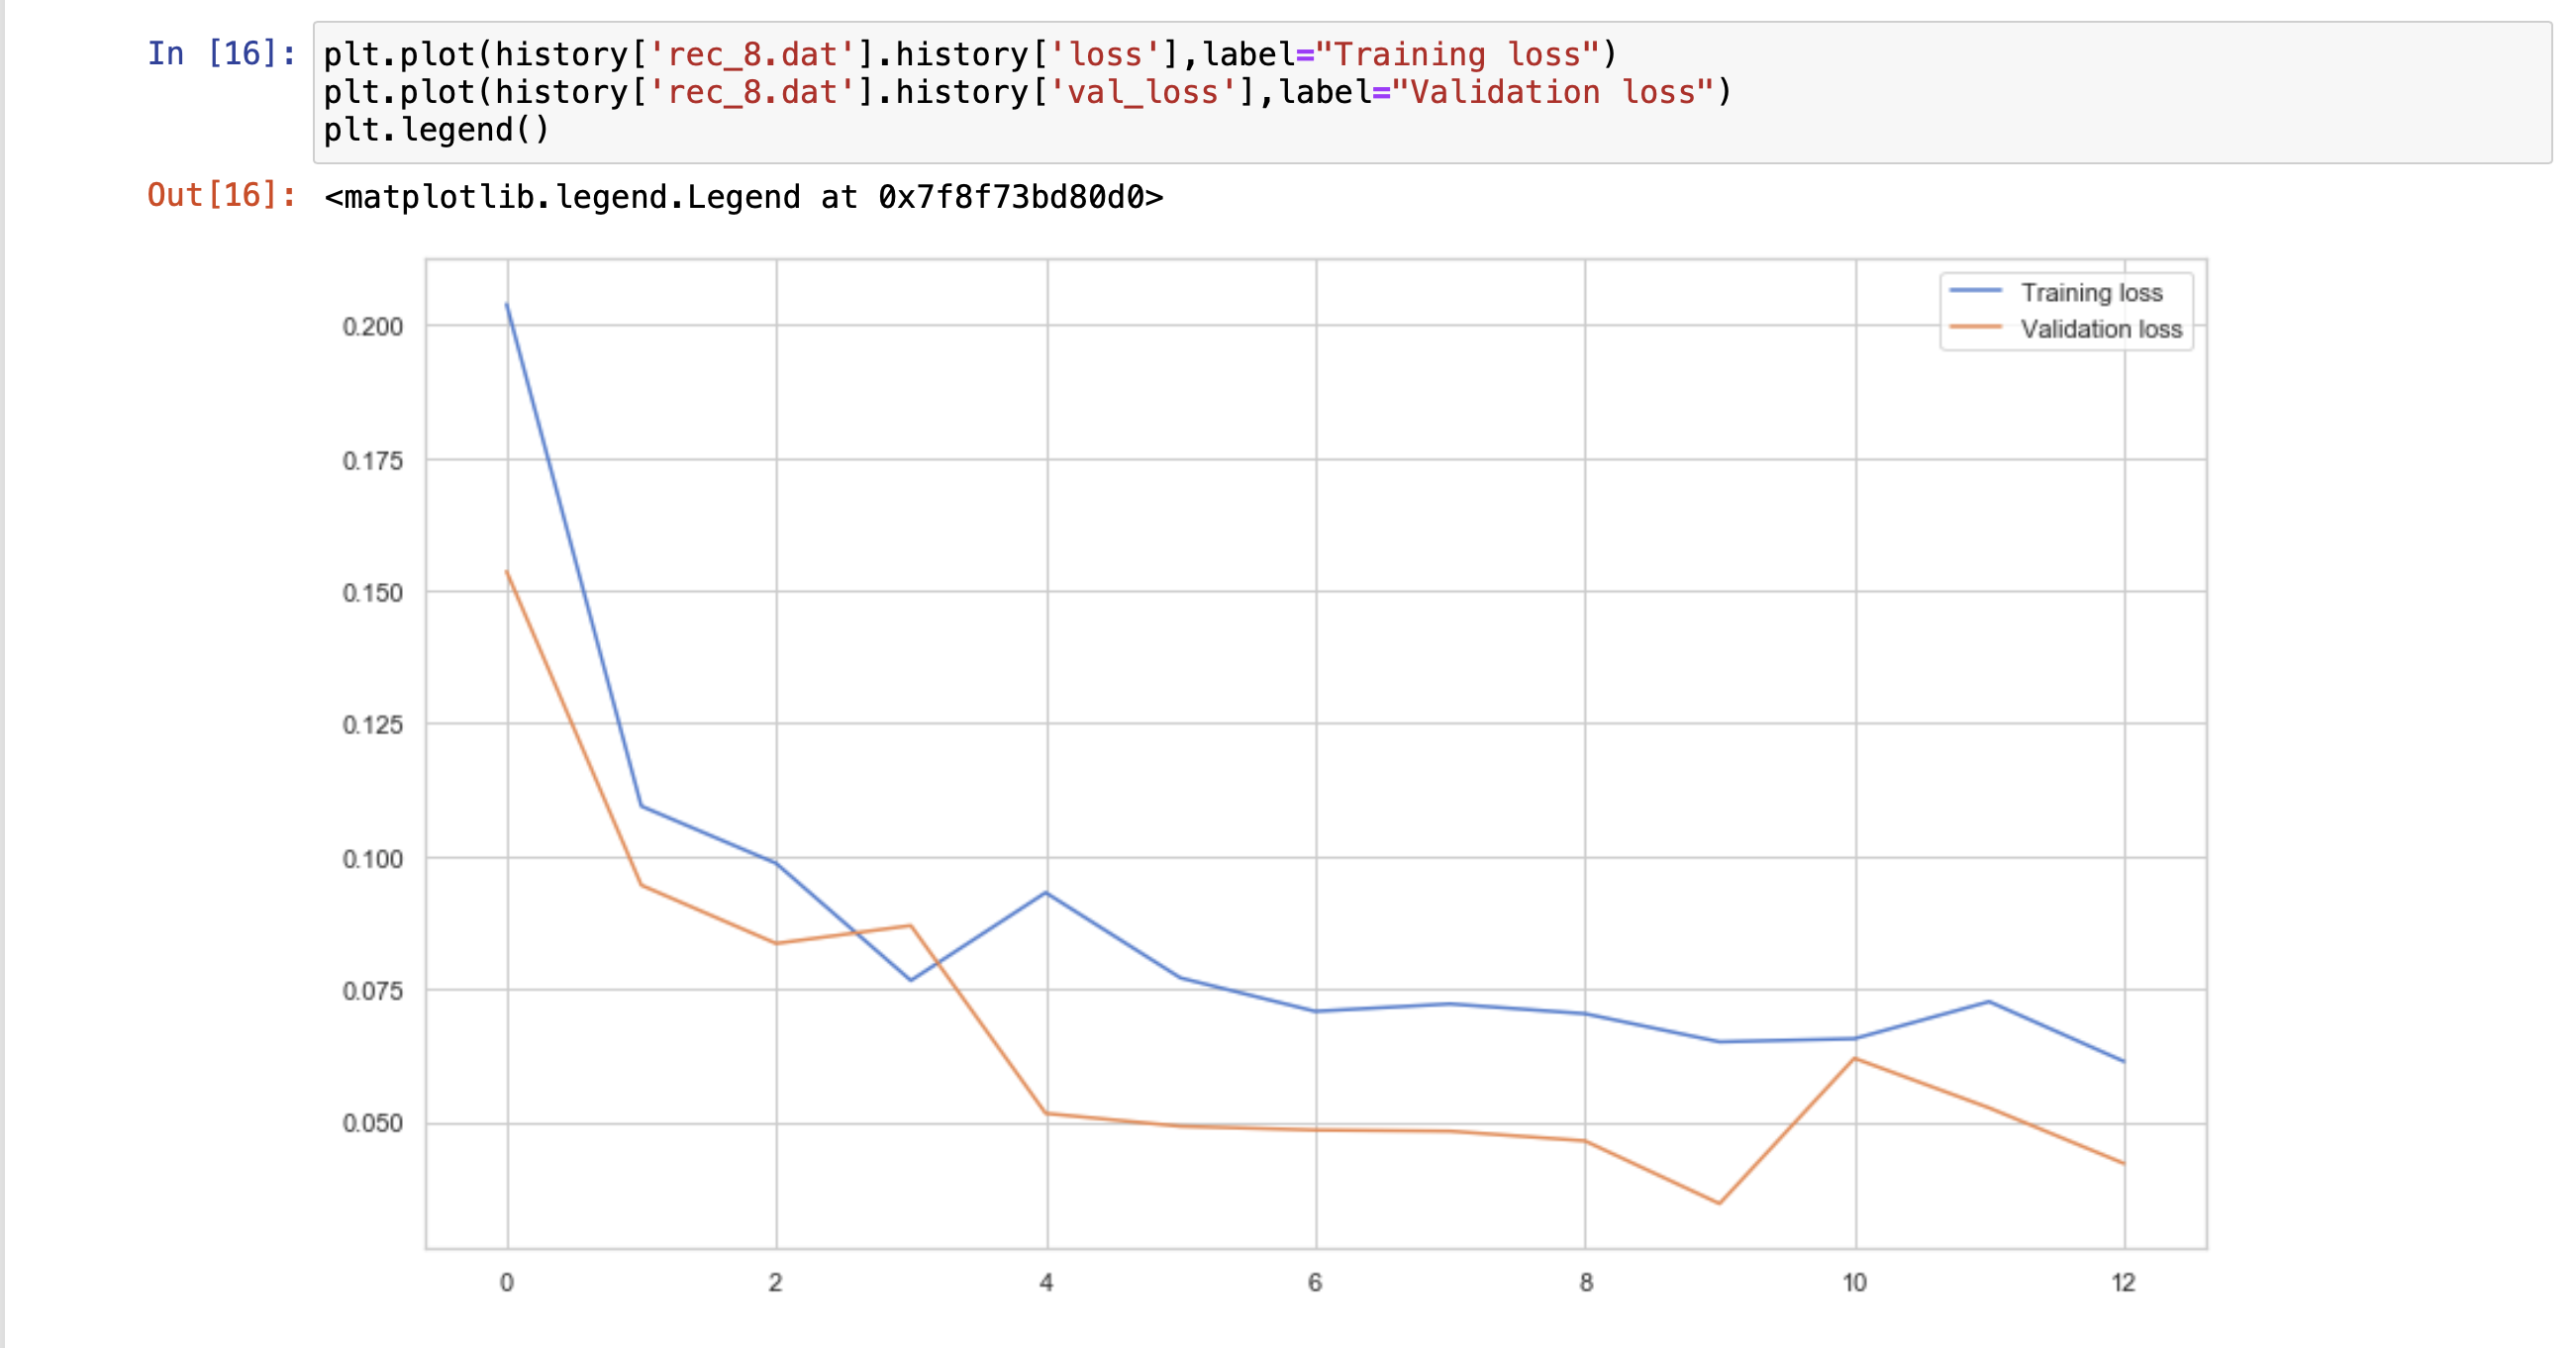 In [16]: plt.plot(history['rec_8.dat'].history['loss'],label="Training loss")
plt.plot(history['rec_8.dat'].history['val_loss'],label="Validation loss")
plt.legend()
Out[16]: <matplotlib.legend.Legend at 0x7f8f73bd80d0>
Training loss
Validation loss
0.200
0.175
0.150
0.125
0.100
0.075
0.050
0 2 4 6 8 10 12